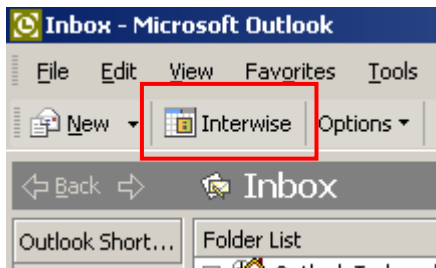 Inbox - Microsoft Outlook
File Edit View Favorites Tools
New Interwise Options
Back Inbox
Outlook Short... Folder List